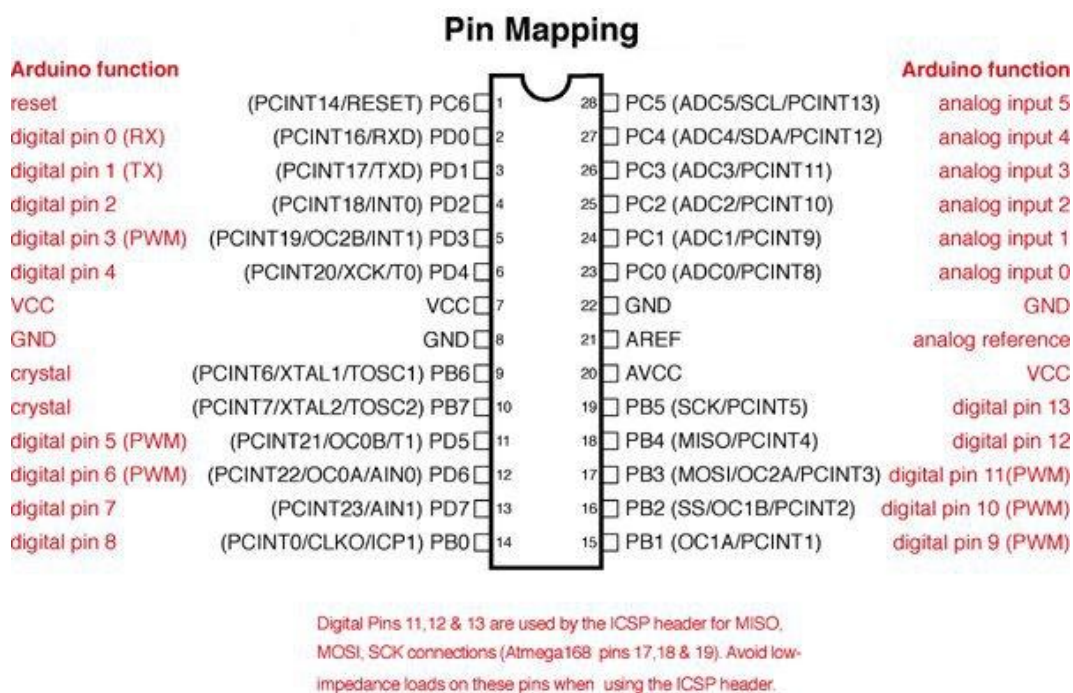 Pin Mapping
Arduino function Arduino function
reset (PCINT14/RESET) PC6 1 28 PC5 (ADC5/SCL/PCINT13) analog input 5
digital pin 0 (RX) (PCINT16/RXD) PD0 2 27 PC4 (ADC4/SDA/PCINT12) analog input 4
digital pin 1 (TX) (PCINT17/TXD) PD1 3 26 PC3 (ADC3/PCINT11) analog input 3
digital pin 2 (PCINT18/INT0) PD2 4 25 PC2 (ADC2/PCINT10) analog input 2
digital pin 3 (PWM) (PCINT19/OC2B/INT1) PD3 5 24 PC1 (ADC1/PCINT9) analog input 1
digital pin 4 (PCINT20/XCK/T0) PD4 6 23 PC0 (ADC0/PCINT8) analog input 0
VCC VCC 7 22 GND GND
GND GND 8 21 AREF analog reference
crystal (PCINT6/XTAL1/TOSC1) PB6 9 20 AVCC VCC
crystal (PCINT7/XTAL2/TOSC2) PB7 10 19 PB5 (SCK/PCINT5) digital pin 13
digital pin 5 (PWM) (PCINT21/OC0B/T1) PD5 11 18 PB4 (MISO/PCINT4) digital pin 12
digital pin 6 (PWM) (PCINT22/OC0A/AIN0) PD6 12 17 PB3 (MOSI/OC2A/PCINT3) digital pin 11(PWM)
digital pin 7 (PCINT23/AIN1) PD7 13 16 PB2 (SS/OC1B/PCINT2) digital pin 10 (PWM)
digital pin 8 (PCINT0/CLKO/ICP1) PB0 14 15 PB1 (OC1A/PCINT1) digital pin 9 (PWM)
Digital Pins 11,12 & 13 are used by the ICSP header for MISO,
MOSI, SCK connections (Atmega168 pins 17,18 & 19). Avoid low-
impedance loads on these pins when using the ICSP header.